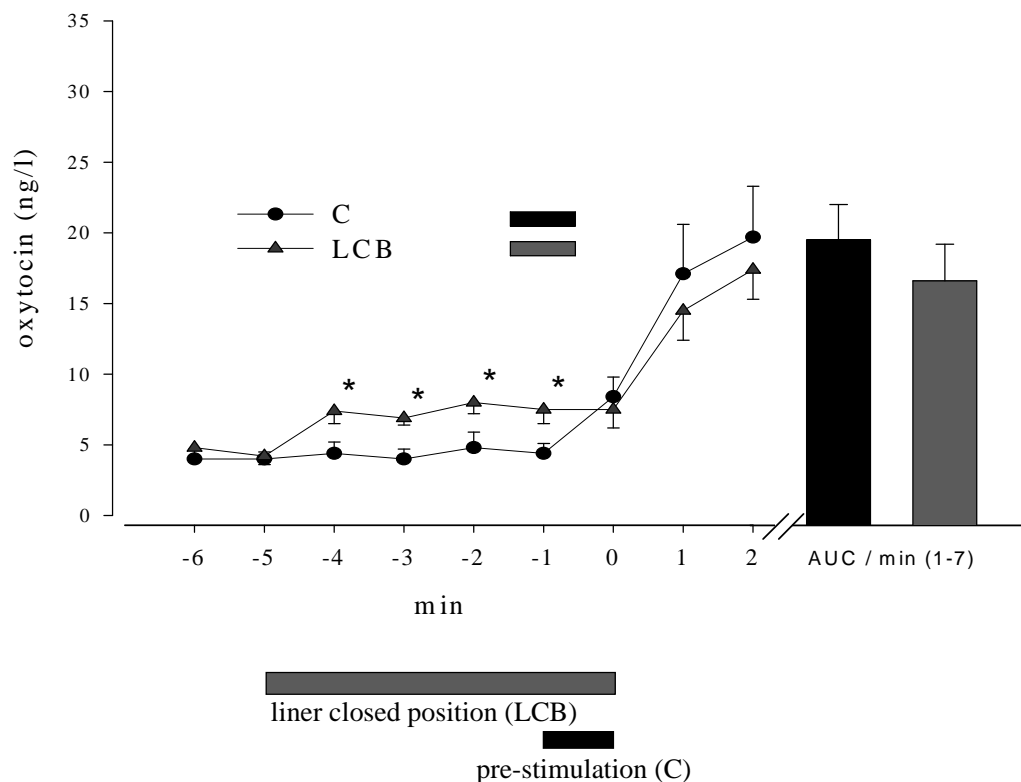 35
30
25
20
15
10
5
0
oxytocin (ng/l)
C
LCB
* * * *
-6 -5 -4 -3 -2 -1 0 1 2
AUC / min (1-7)
min
liner closed position (LCB)
pre-stimulation (C)